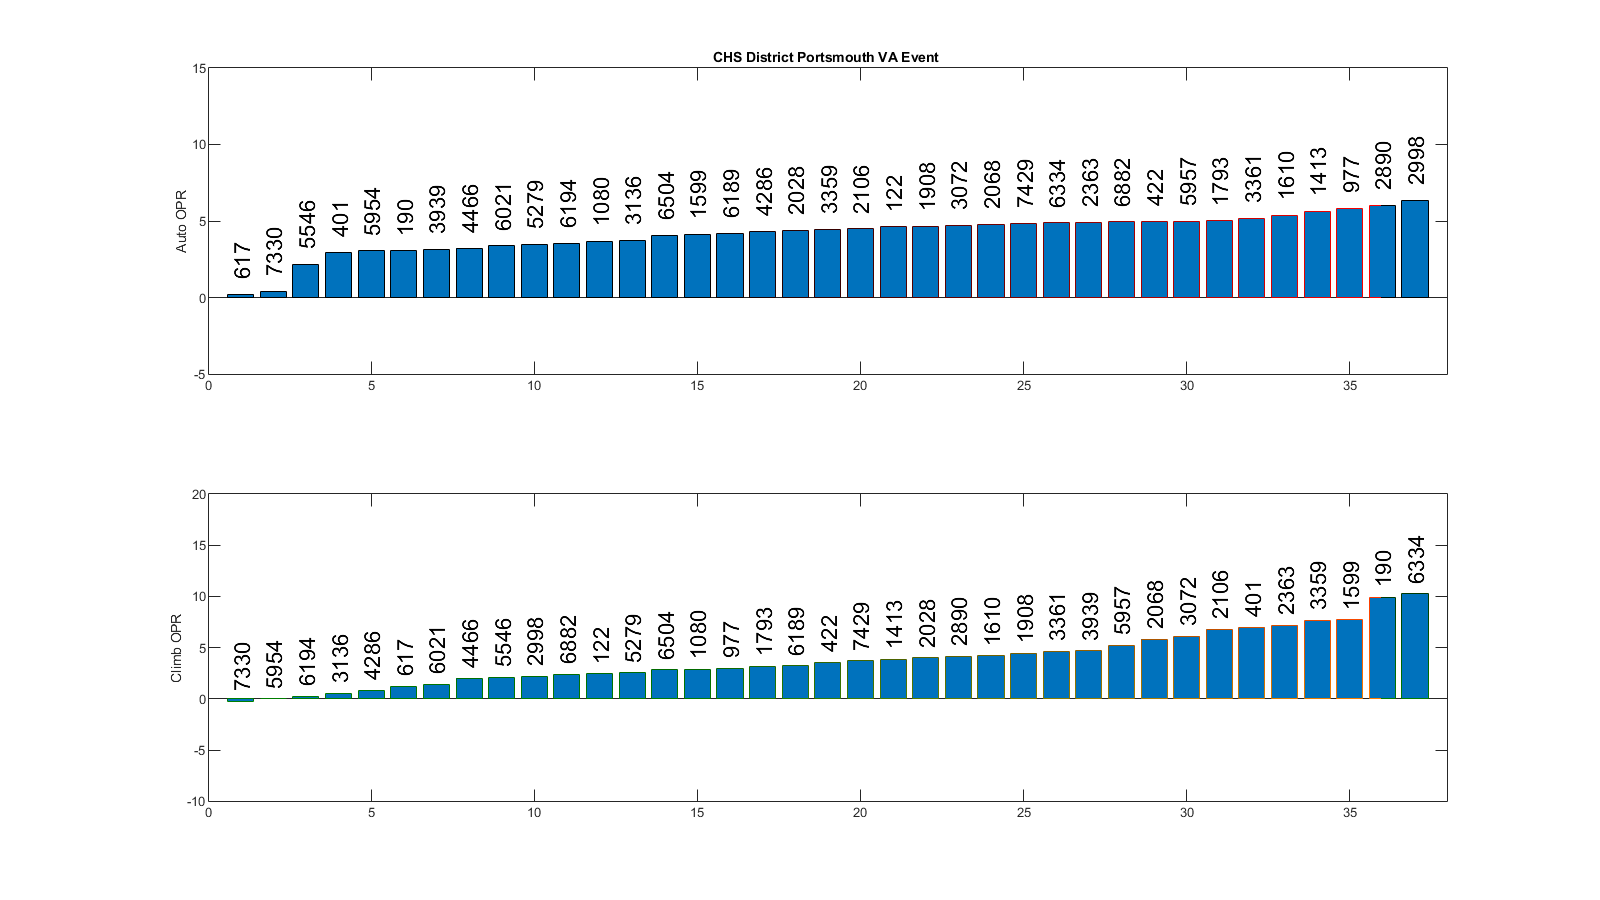 CHS District Portsmouth VA Event
15
10
5
0
-5
Auto OPR
617 7330 5546 401 5954 190 3939 4466 6021 5279 6194 1080 3136 6504 1599 6189 4286 2028 3359 2106 122 1908 3072 2068 7429 6334 2363 6882 422 5957 1793 3361 1610 1413 977 2890 2998
0 5 10 15 20 25 30 35
20
15
10
5
0
-5
-10
Climb OPR
7330 5954 6194 3136 4286 617 6021 4466 5546 2998 6882 122 5279 6504 1080 977 1793 6189 422 7429 1413 2028 2890 1610 1908 3361 3939 5957 2068 3072 2106 401 2363 3359 1599 190 6334
0 5 10 15 20 25 30 35